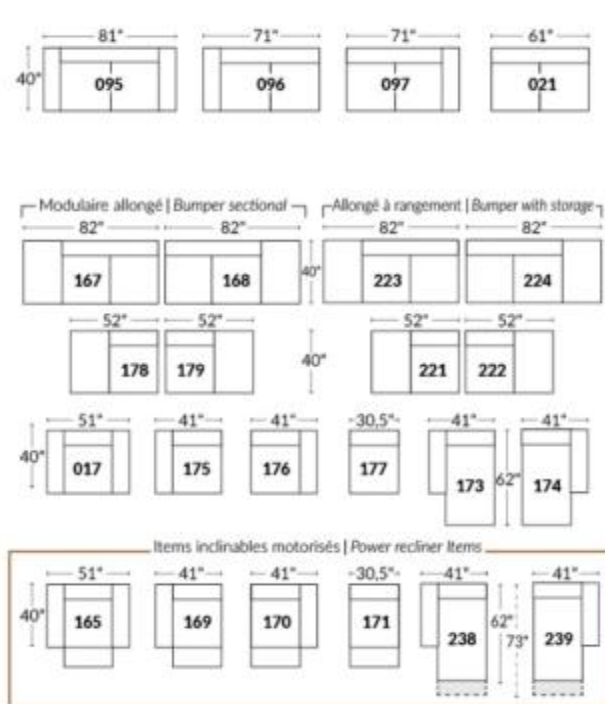 81" 71" 71" 61"
40" 095 096 097 021
Modulaire allongé | Bumper sectional Allongé à rangement | Bumper with storage
82" 82" 82" 82"
167 168 40" 223 224
52" 52" 52" 52"
178 179 40" 221 222
51" 41" 41" 30,5" 41" 41"
40" 017 175 176 177 173 62" 174
Items inclinables motorisés | Power recliner Items
51" 41" 41" 30,5" 41" 41"
40" 165 169 170 171 238 62" 73" 239